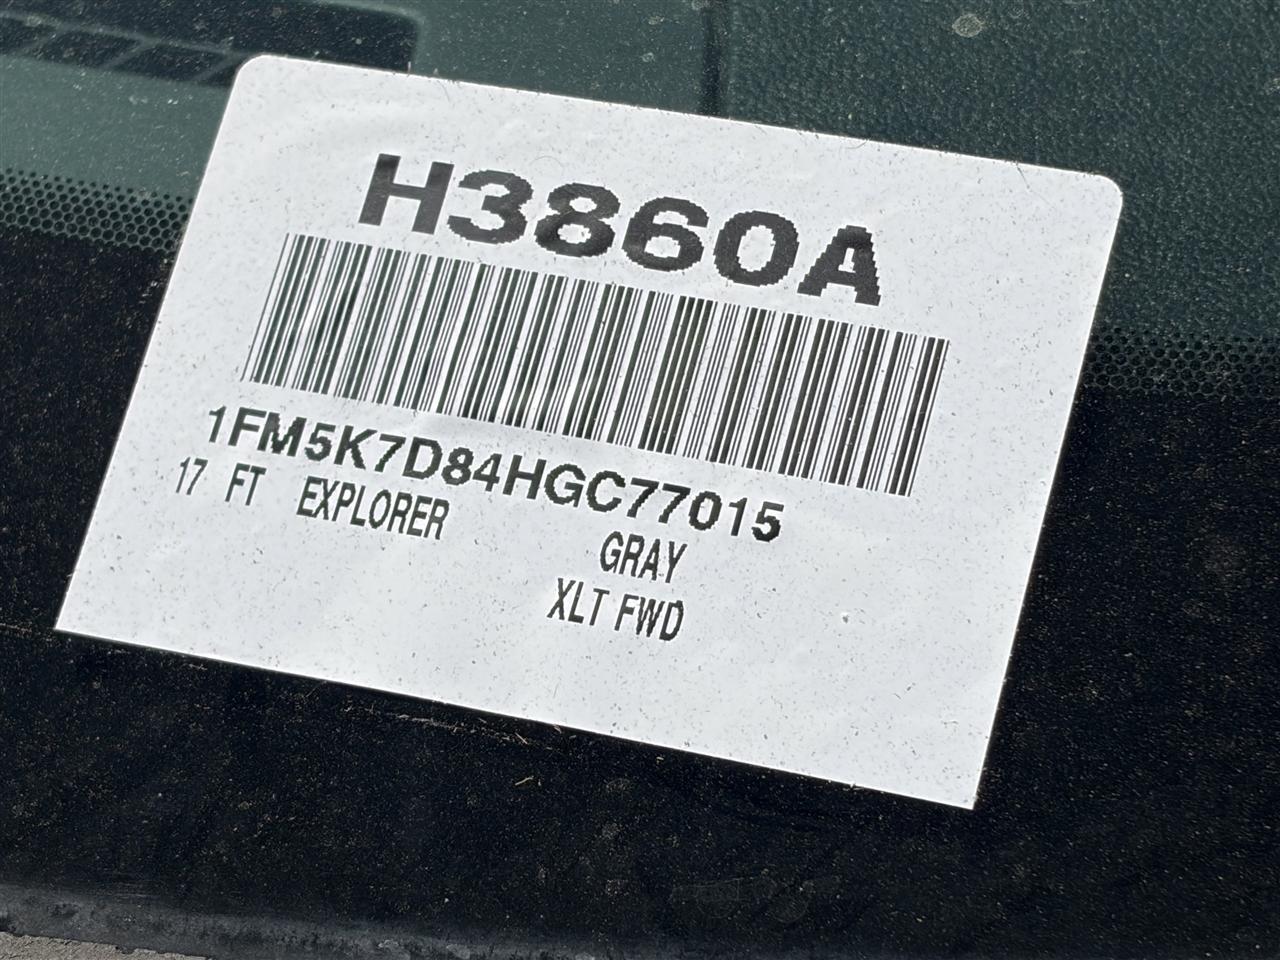 H3860A
1FM5K7D84HGC77015
17 FT EXPLORER
GRAY
XLT FWD